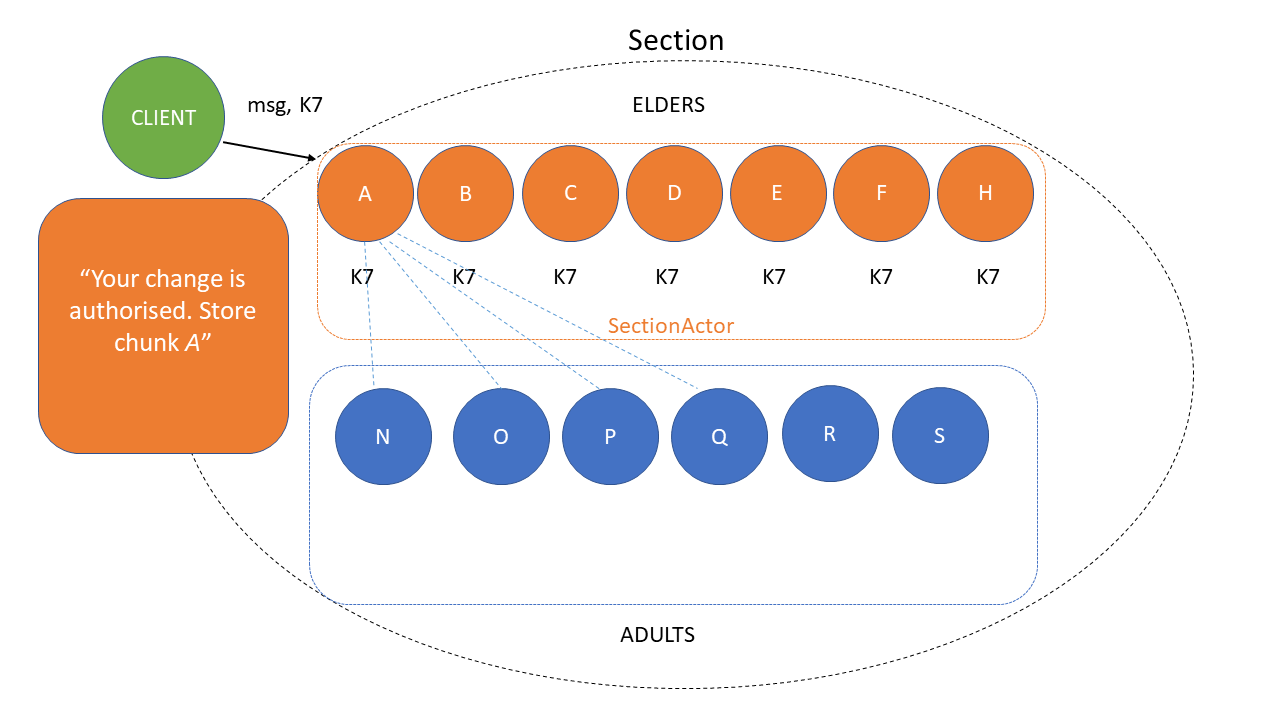 Section
CLIENT
msg, K7
ELDERS
A B C D E F H
K7 K7 K7 K7 K7 K7 K7
“Your change is
authorised. Store
chunk A”
SectionActor
N O P Q R S
ADULTS